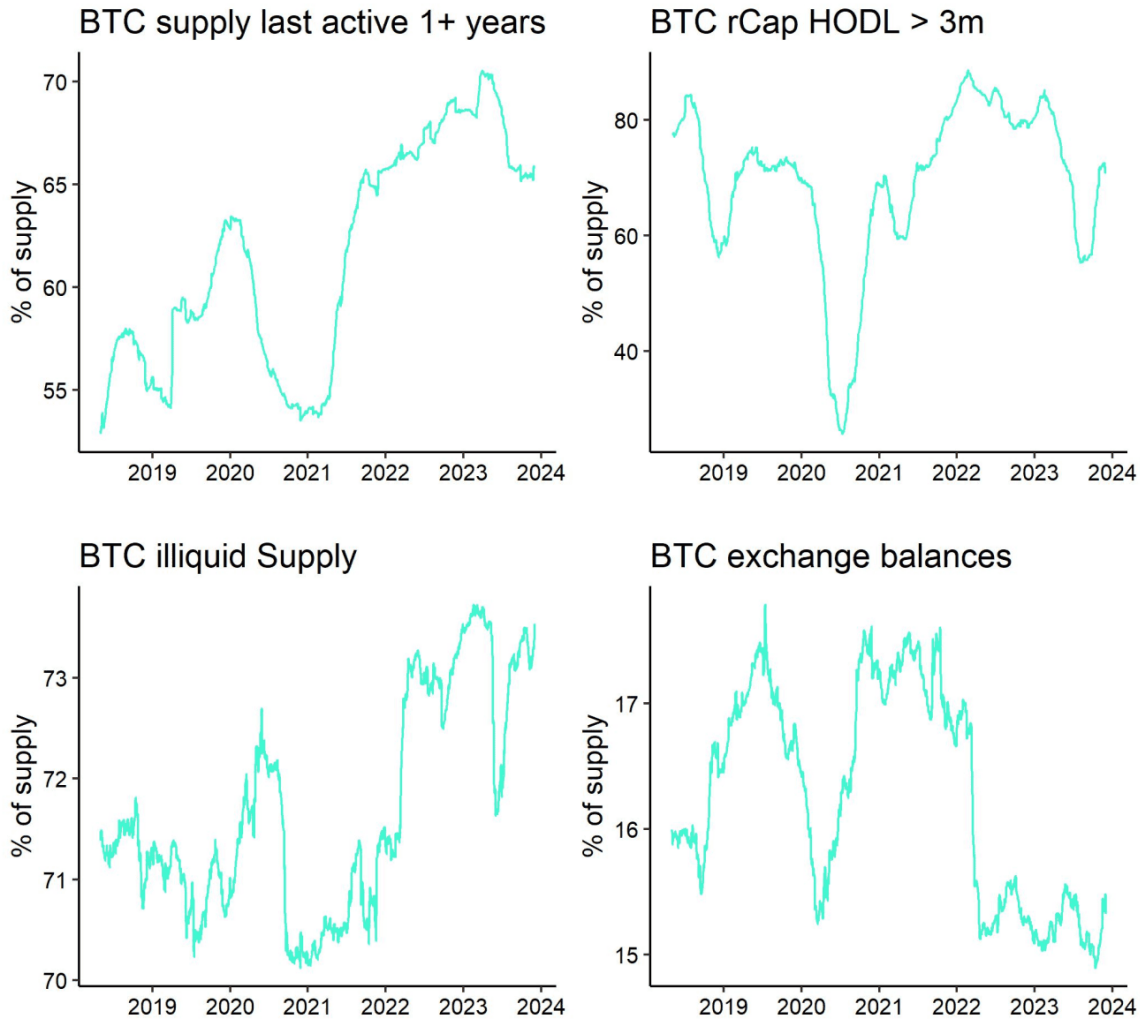 BTC supply last active 1+ years
% of supply
70
65
60
55
2019 2020 2021 2022 2023 2024
BTC rCap HODL > 3m
% of supply
80
60
40
2019 2020 2021 2022 2023 2024
BTC illiquid Supply
% of supply
73
72
71
70
2019 2020 2021 2022 2023 2024
BTC exchange balances
% of supply
17
16
15
2019 2020 2021 2022 2023 2024